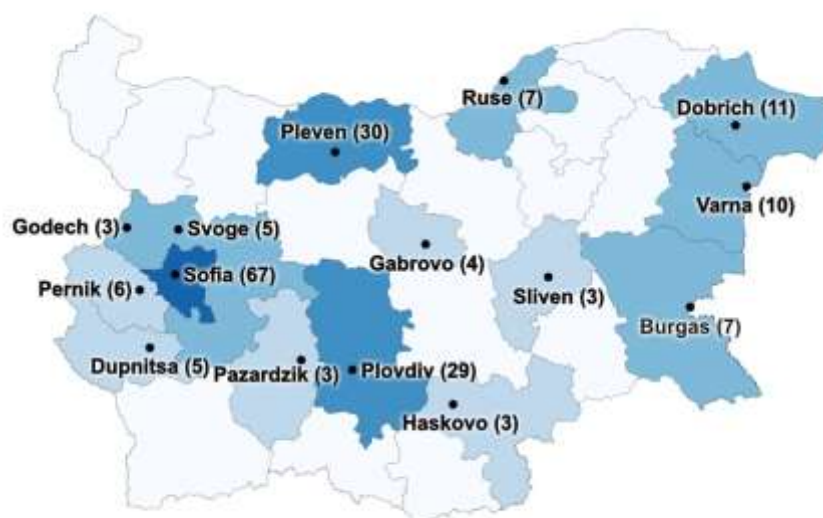 Ruse (7)
Dobrich (11)
Pleven (30)
Varna (10)
Godech (3)
Svoge (5)
Gabrovo (4)
Sofia (67)
Sliven (3)
Pernik (6)
Burgas (7)
Dupnitsa (5)
Pazardzik (3)
Plovdiv (29)
Haskovo (3)